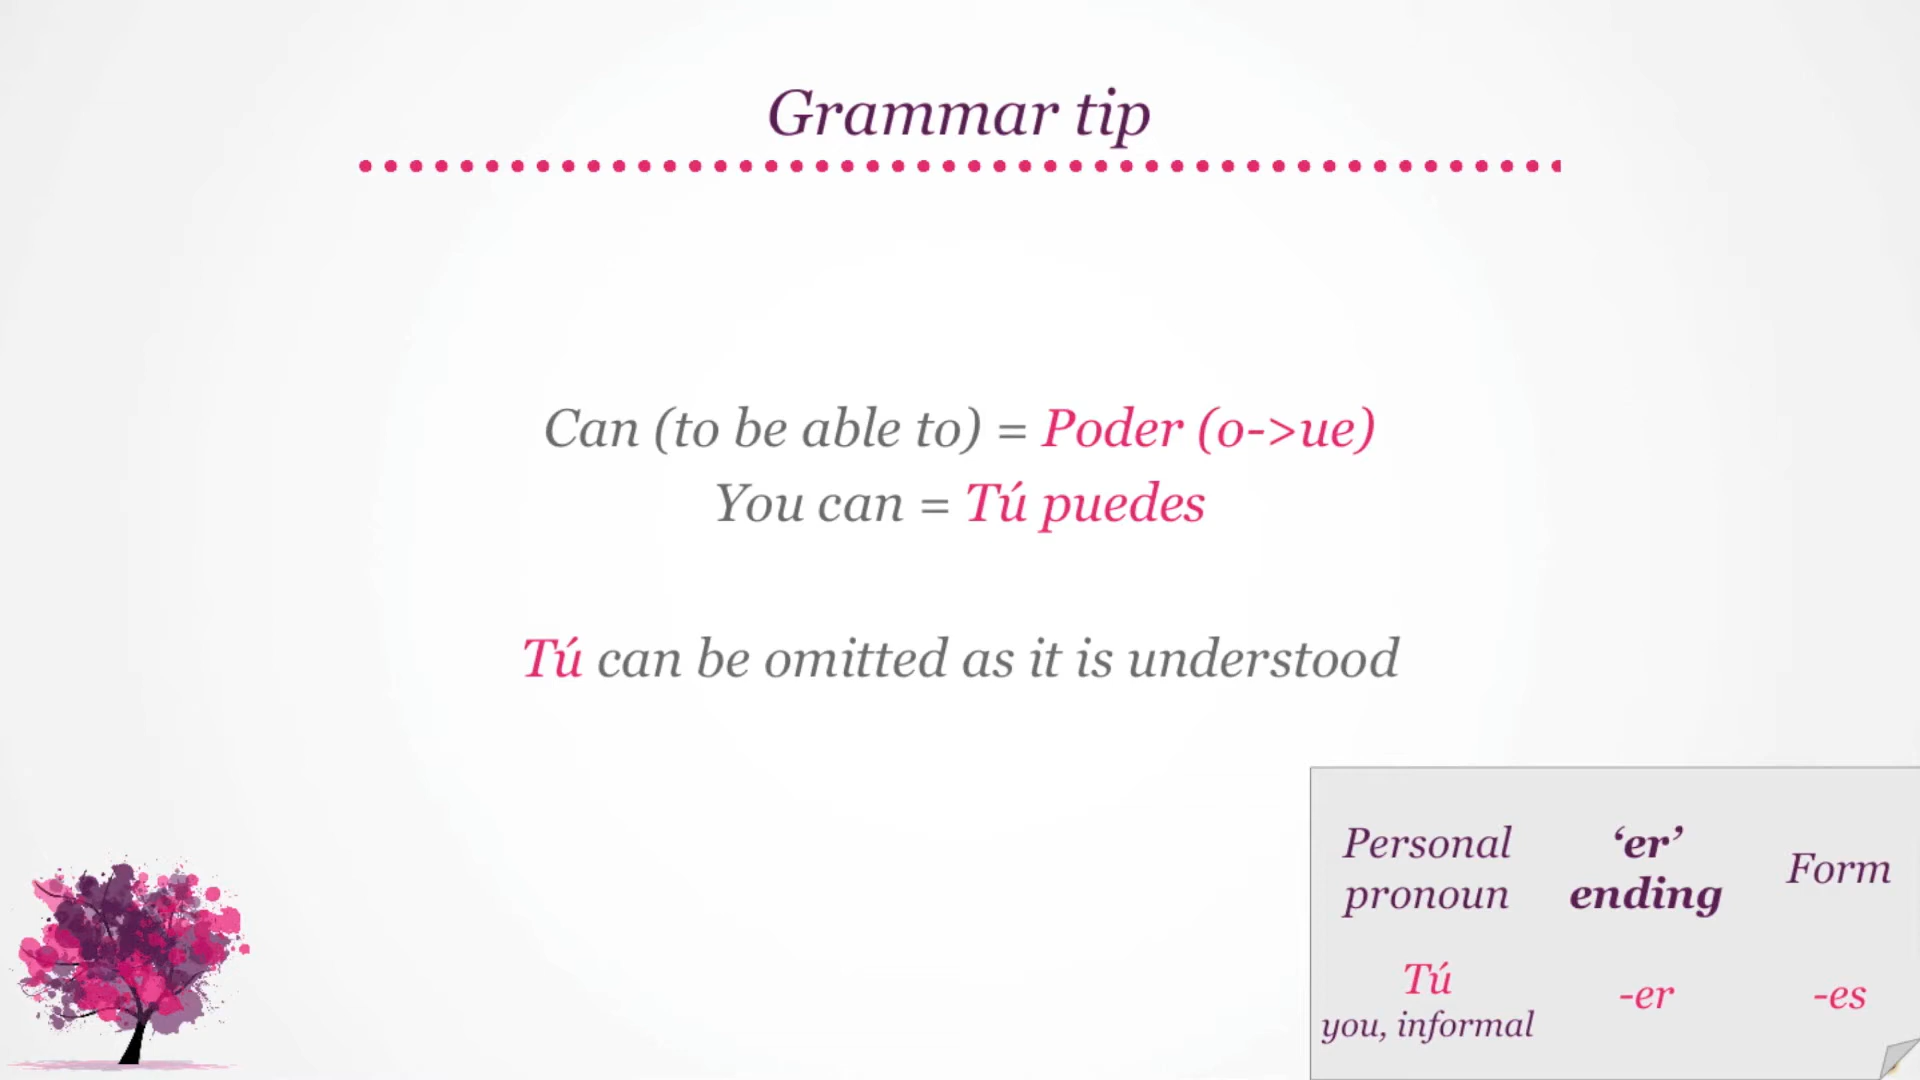 Grammar tip
Can (to be able to) = Poder (o->ue)
You can = Tú puedes
Tú can be omitted as it is understood
Personal pronoun
‘er’ ending
Form
Tú
you, informal
-er
-es